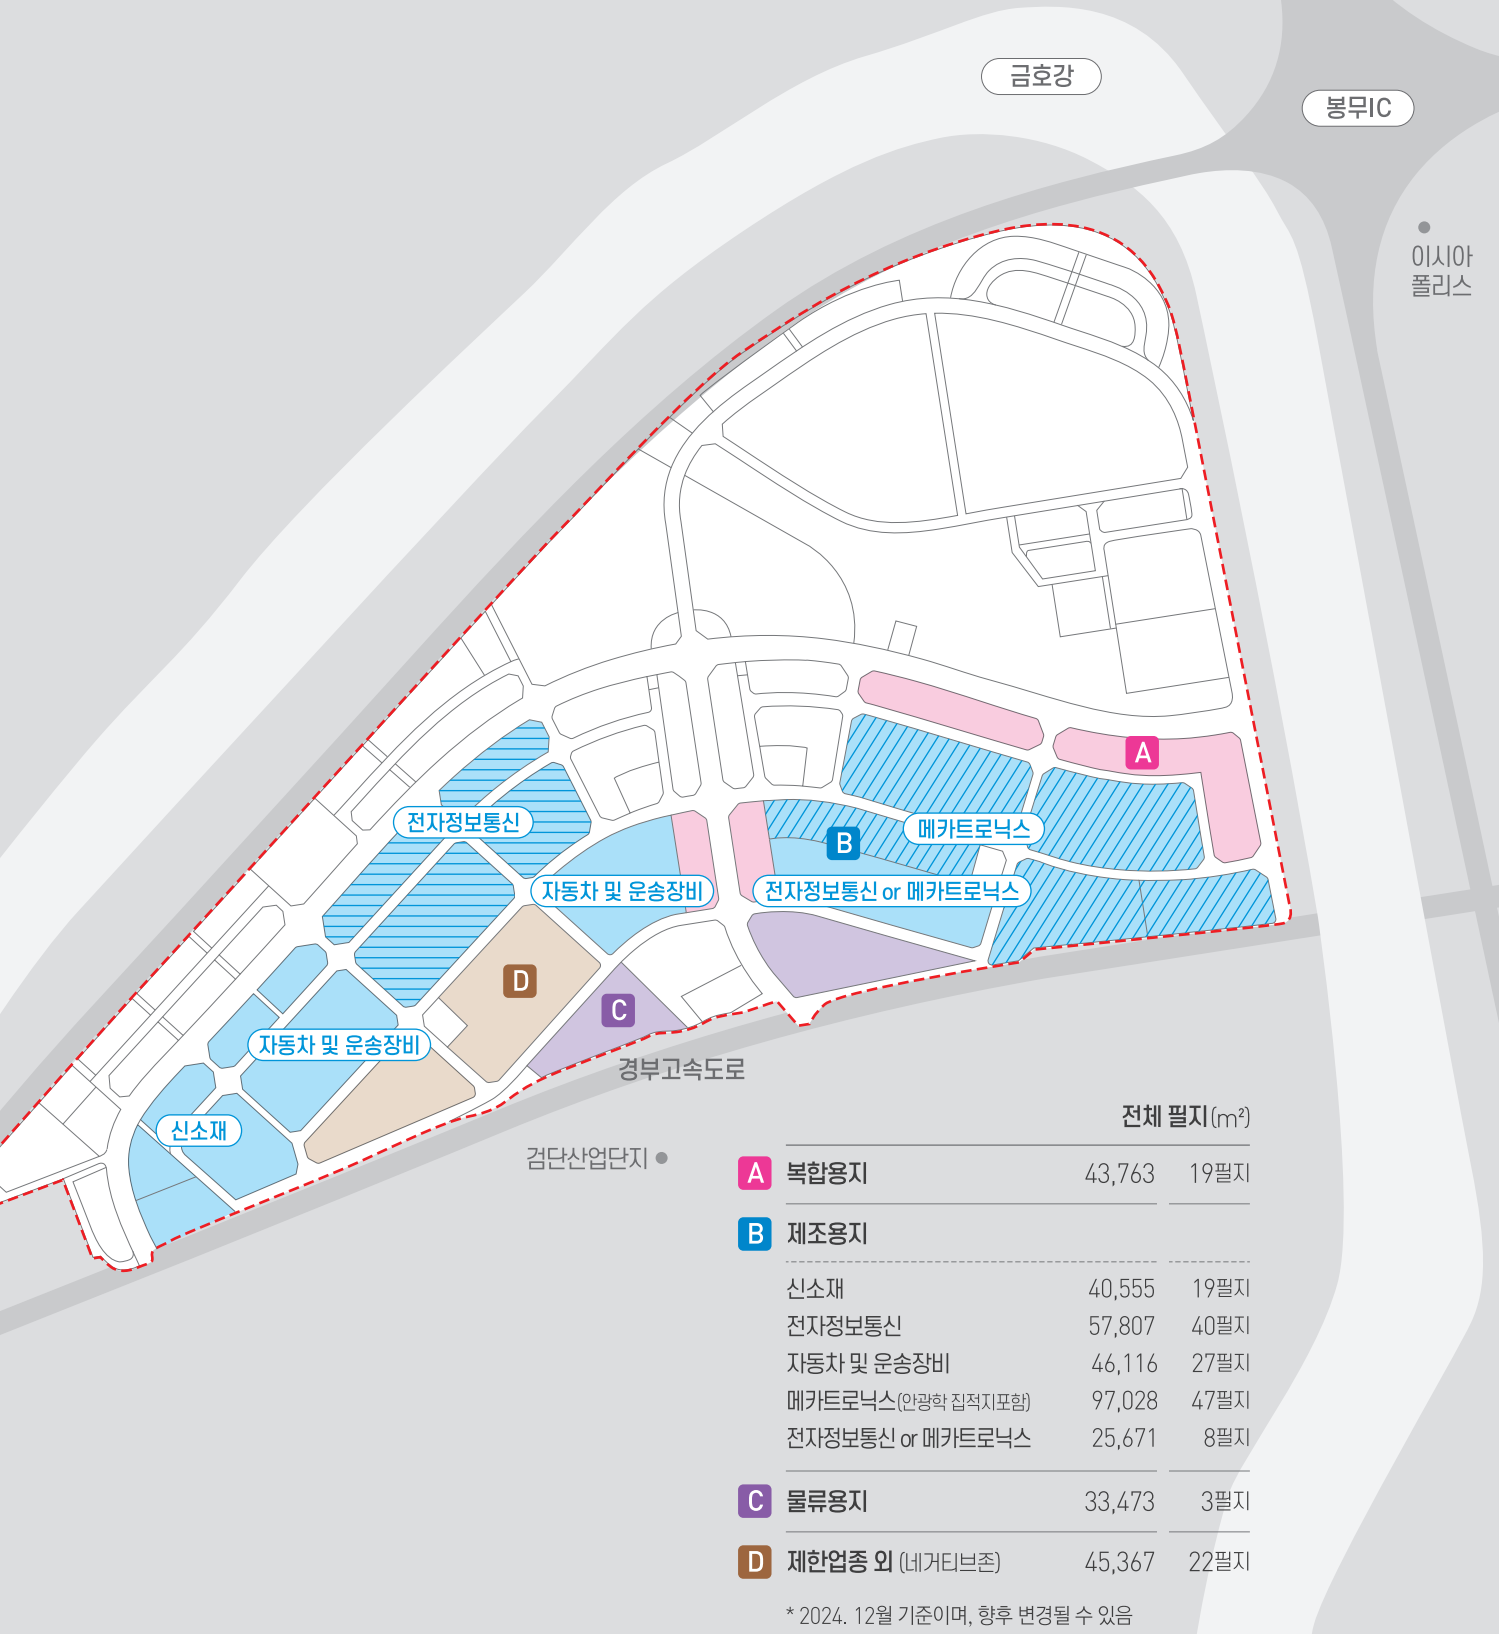 금호강
봉무IC
이시아
폴리스
A
전자정보통신
메카트로닉스
B
자동차 및 운송장비
전자정보통신 or 메카트로닉스
D
C
자동차 및 운송장비
경부고속도로
신소재
검단산업단지
전체 필지(m²)
A 복합용지 43,763 19필지
B 제조용지
신소재 40,555 19필지
전자정보통신 57,807 40필지
자동차 및 운송장비 46,116 27필지
메카트로닉스(안광학 집적지포함) 97,028 47필지
전자정보통신 or 메카트로닉스 25,671 8필지
C 물류용지 33,473 3필지
D 제한업종 외 (네거티브존) 45,367 22필지
* 2024. 12월 기준이며, 향후 변경될 수 있음